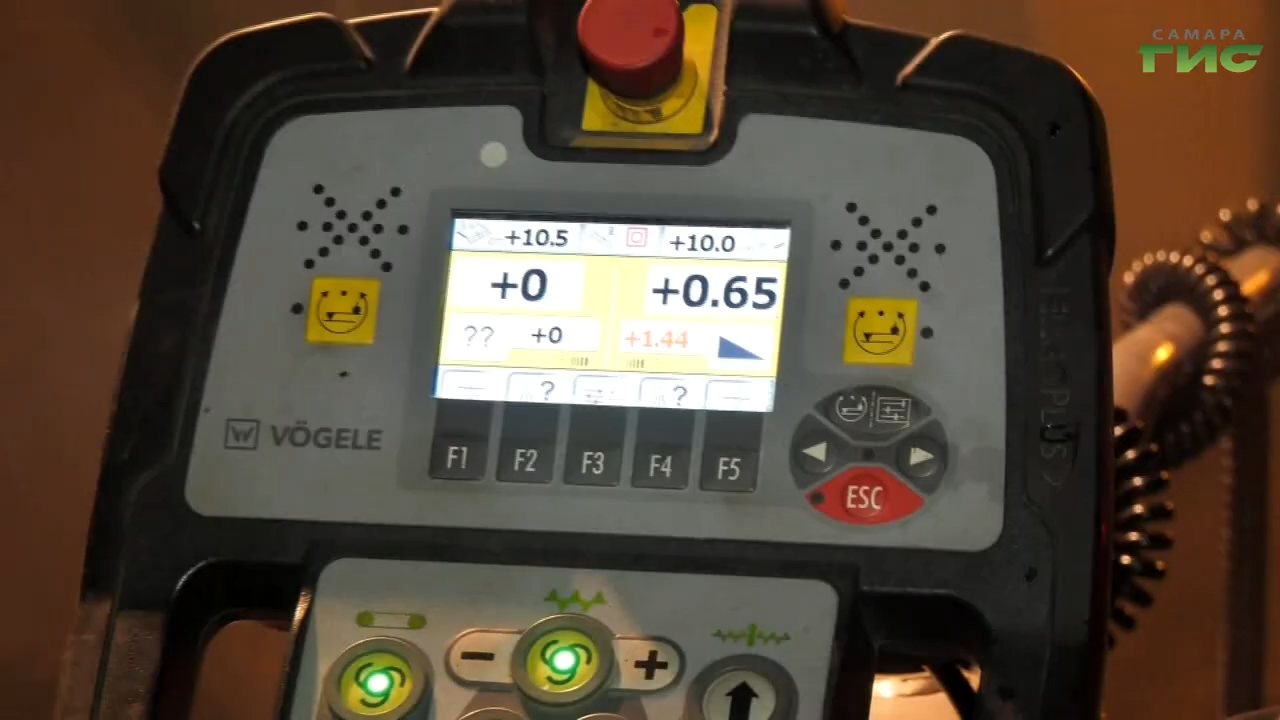 САМАРА
ГИС
+10.5 +10.0
+0 +0.65
?? +0 +1.44
? ?
VÖGELE
F1 F2 F3 F4 F5
ESC
- +